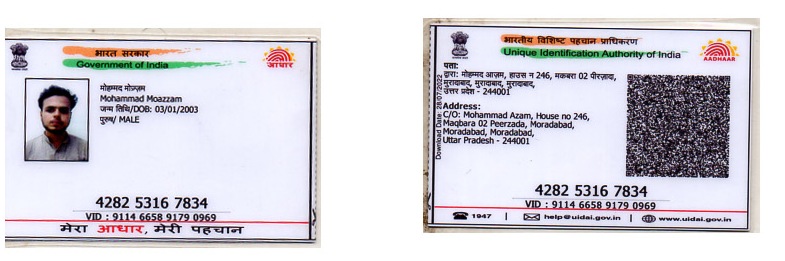 भारत सरकार
Government of India
आधार
मोहम्मद मोज़्ज़म
Mohammad Moazzam
जन्म तिथि/DOB: 03/01/2003
पुरुष/ MALE
4282 5316 7834
VID : 9114 6658 9179 0969
मेरा आधार, मेरी पहचान
भारतीय विशिष्ट पहचान प्राधिकरण
Unique Identification Authority of India
AADHAAR
पता:
द्वारा: मोहम्मद आज़म, हाउस न 246, मकबरा 02 पीरज़ादा,
मुरादाबाद, मुरादाबाद, मुरादाबाद,
उत्तर प्रदेश - 244001
Address:
C/O: Mohammad Azam, House no 246,
Maqbara 02 Peerzada, Moradabad,
Moradabad, Moradabad,
Uttar Pradesh - 244001
Download Date: 28/07/2022
4282 5316 7834
VID : 9114 6658 9179 0969
1947 | help@uidai.gov.in | www.uidai.gov.in